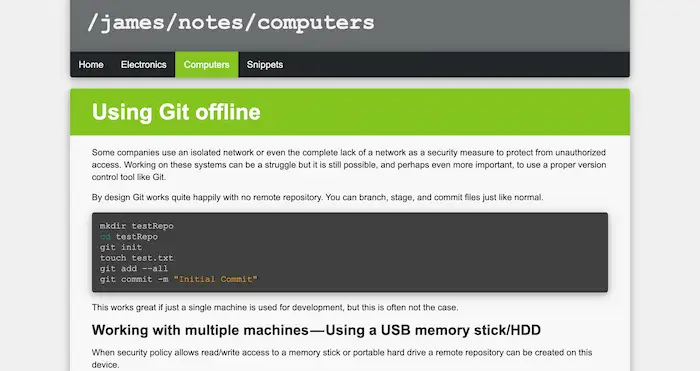 /james/notes/computers
Home Electronics Computers Snippets
Using Git offline
Some companies use an isolated network or even the complete lack of a network as a security measure to protect from unauthorized
access. Working on these systems can be a struggle but it is still possible, and perhaps even more important, to use a proper version
control tool like Git.
By design Git works quite happily with no remote repository. You can branch, stage, and commit files just like normal.
mkdir testRepo
cd testRepo
git init
touch test.txt
git add --all
git commit -m "Initial Commit"
This works great if just a single machine is used for development, but this is often not the case.
Working with multiple machines—Using a USB memory stick/HDD
When security policy allows read/write access to a memory stick or portable hard drive a remote repository can be created on this
device.